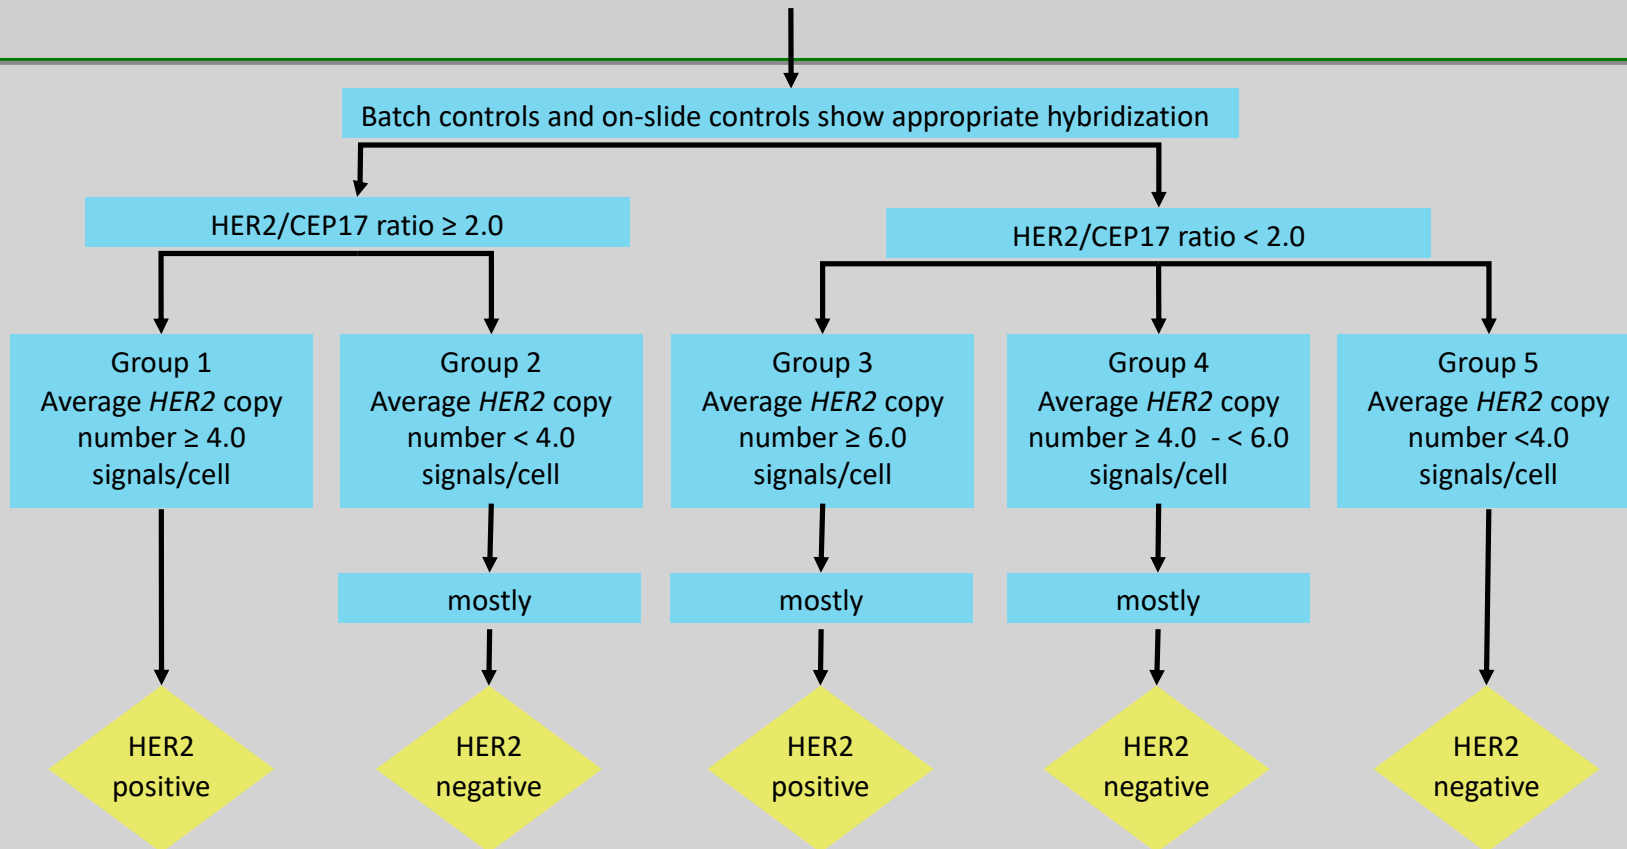 Batch controls and on-slide controls show appropriate hybridization
HER2/CEP17 ratio ≥ 2.0
HER2/CEP17 ratio < 2.0
Group 1
Average HER2 copy
number ≥ 4.0
signals/cell
Group 2
Average HER2 copy
number < 4.0
signals/cell
Group 3
Average HER2 copy
number ≥ 6.0
signals/cell
Group 4
Average HER2 copy
number ≥ 4.0 - < 6.0
signals/cell
Group 5
Average HER2 copy
number <4.0
signals/cell
mostly
mostly
mostly
HER2
positive
HER2
negative
HER2
positive
HER2
negative
HER2
negative